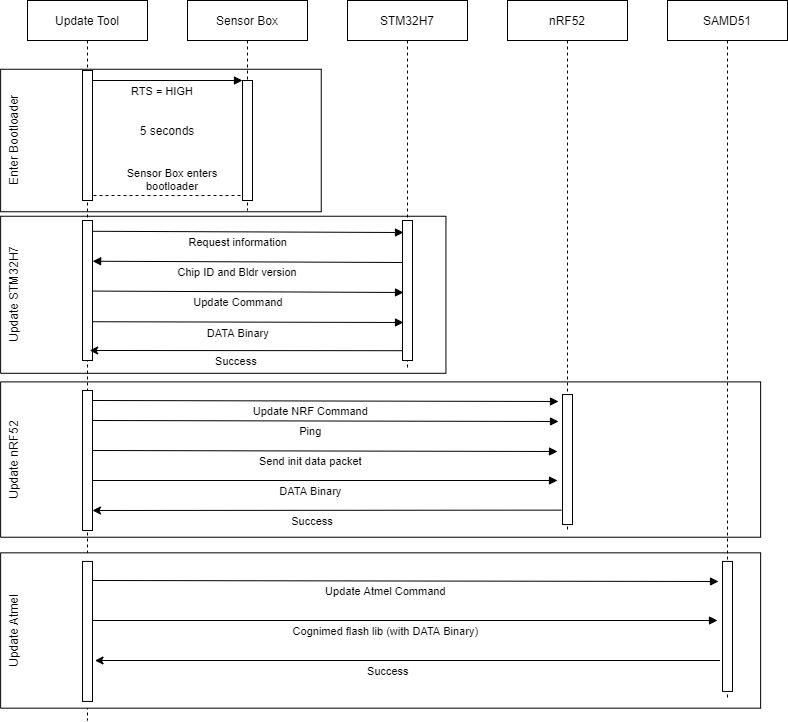 Update Tool
Sensor Box
STM32H7
nRF52
SAMD51
Enter Bootloader
RTS = HIGH
5 seconds
Sensor Box enters
bootloader
Update STM32H7
Request information
Chip ID and Bldr version
Update Command
DATA Binary
Success
Update nRF52
Update NRF Command
Ping
Send init data packet
DATA Binary
Success
Update Atmel
Update Atmel Command
Cognimed flash lib (with DATA Binary)
Success